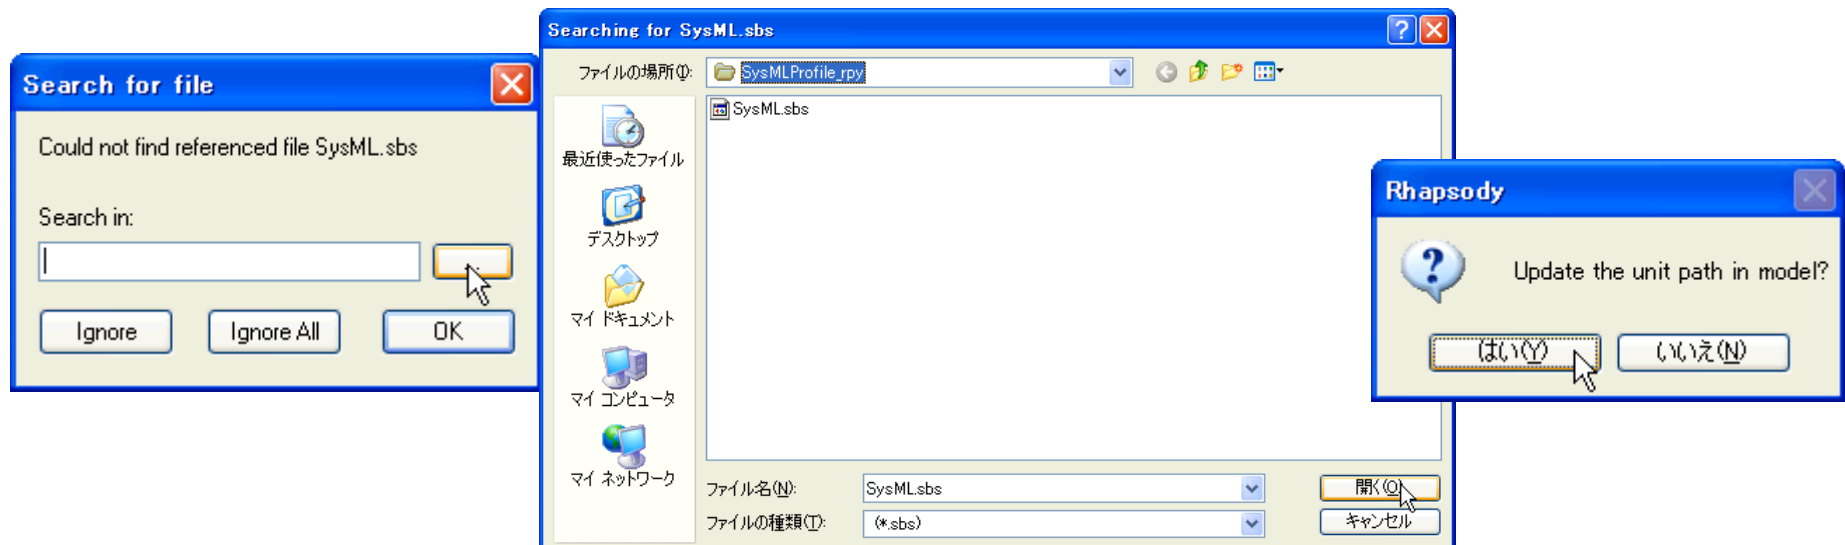 Search for file
Could not find referenced file SysML.sbs
Search in:
...
Ignore
Ignore All
OK
Searching for SysML.sbs
ファイルの場所(I):
SysMLProfile_rpy
SysML.sbs
最近使ったファイル
デスクトップ
マイ ドキュメント
マイ コンピュータ
マイ ネットワーク
ファイル名(N):
SysML.sbs
開く(O)
ファイルの種類(T):
(*.sbs)
キャンセル
Rhapsody
Update the unit path in model?
はい(Y)
いいえ(N)